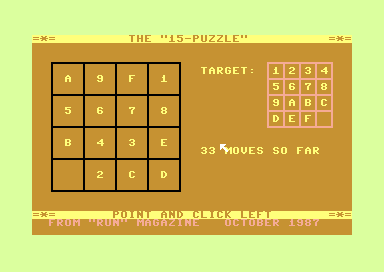 =*= THE "15-PUZZLE" =*=
A 9 F 1 TARGET: 1 2 3 4
5 6 7 8 5 6 7 8
B 4 3 E 9 A B C
2 C D D E F
33 MOVES SO FAR
=*= POINT AND CLICK LEFT =*=
FROM "RUN" MAGAZINE OCTOBER 1987